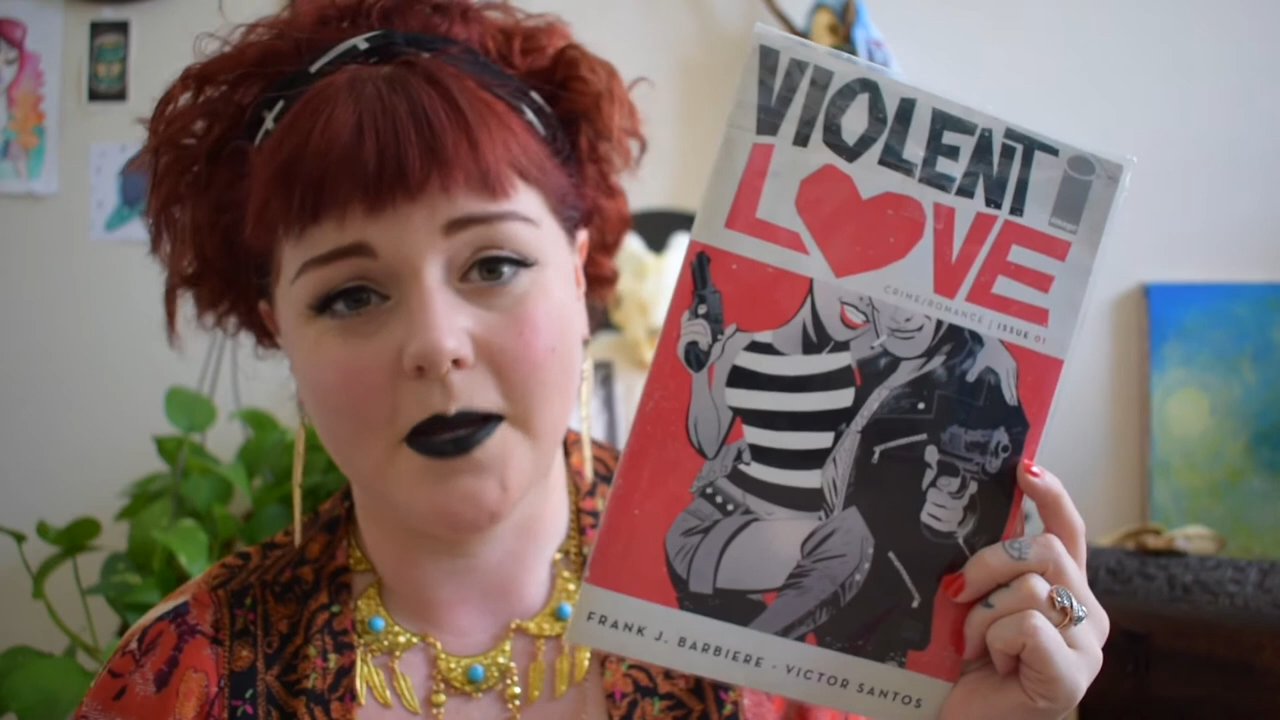 VIOLENT
LOVE
i
CRIME/ROMANCE | ISSUE 01
FRANK J. BARBIERE · VICTOR SANTOS